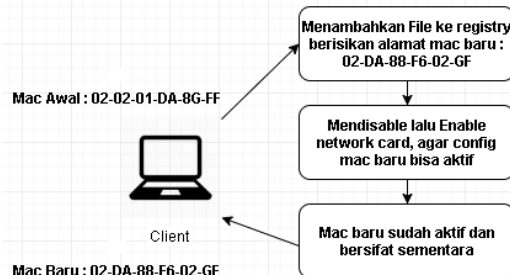 Menambahkan File ke registry
berisikan alamat mac baru :
02-DA-88-F6-02-GF
Mac Awal : 02-02-01-DA-8G-FF
Mendisable lalu Enable
network card, agar config
mac baru bisa aktif
Client
Mac baru sudah aktif dan
bersifat sementara
Mac Baru : 02-DA-88-F6-02-GF